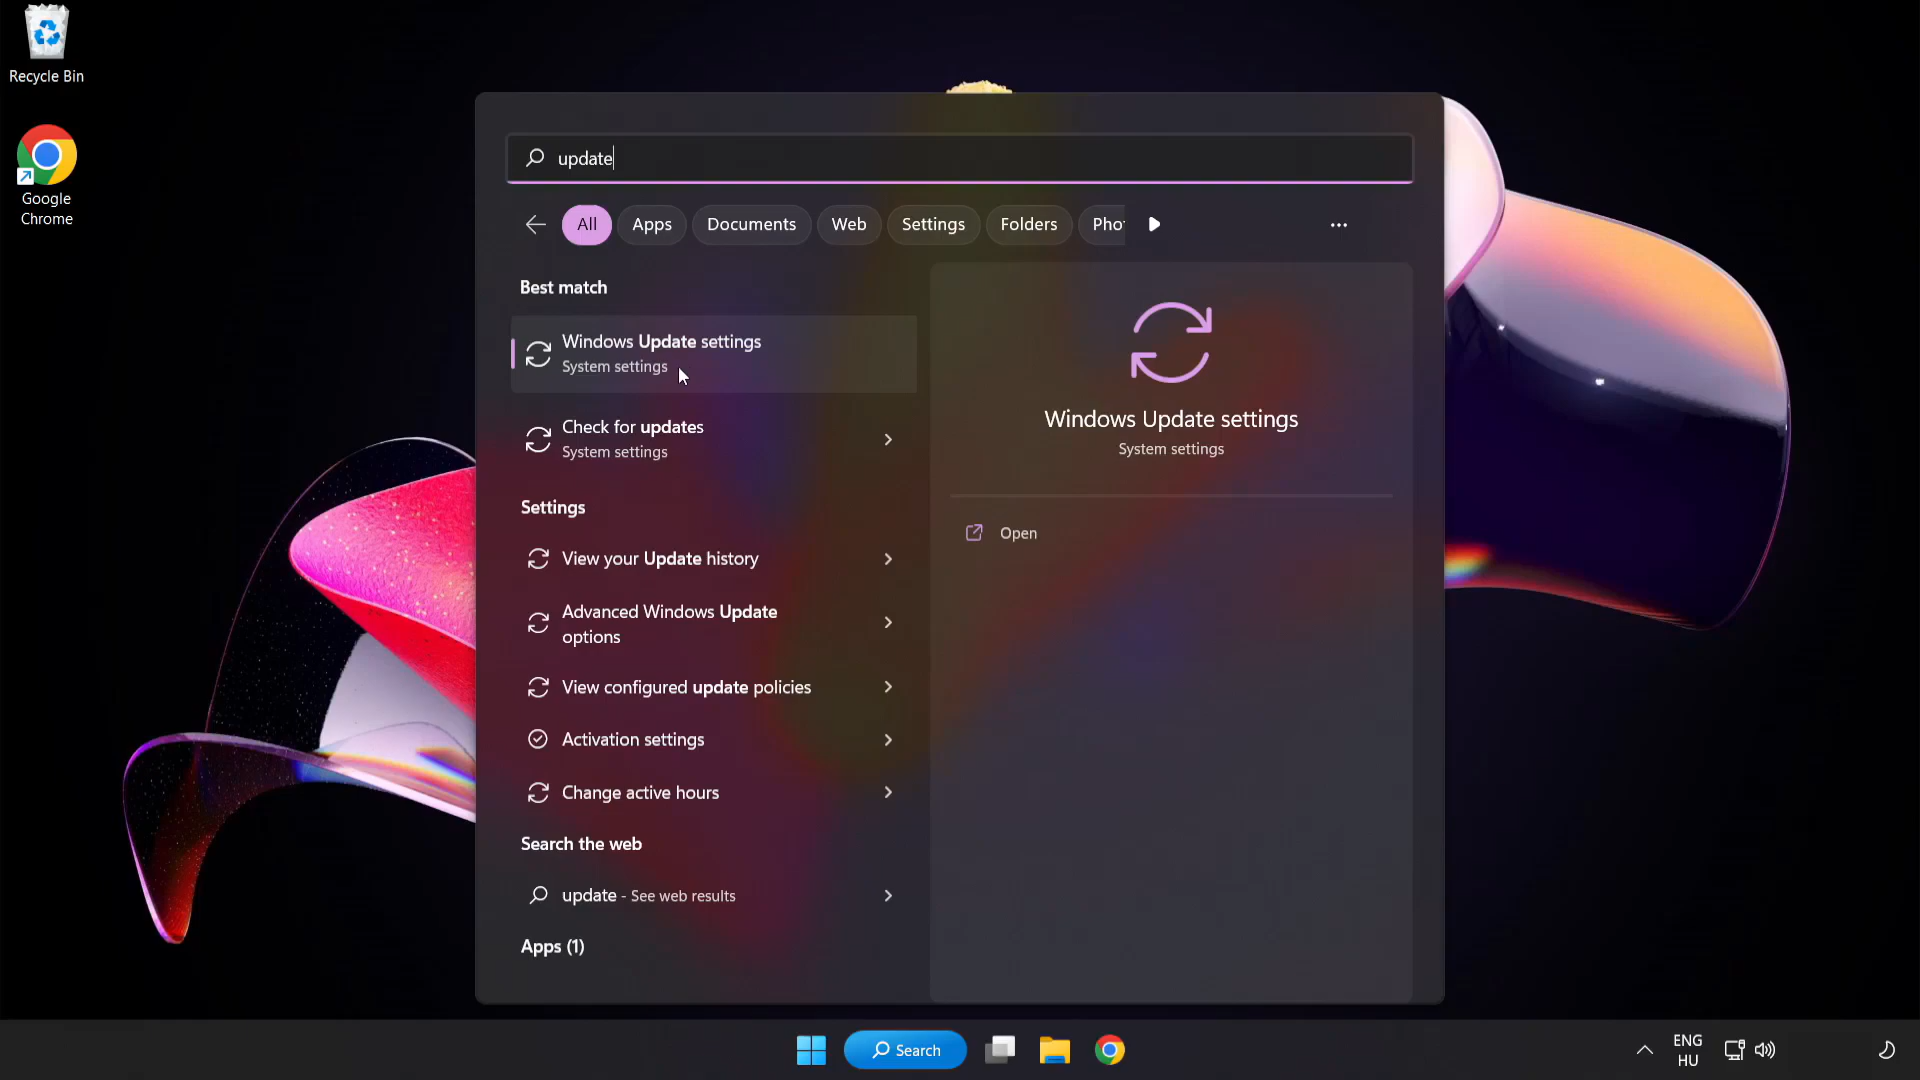 Recycle Bin
Google
Chrome
update
All
Apps
Documents
Web
Settings
Folders
Pho
Best match
Windows Update settings
System settings
Check for updates
System settings
Settings
View your Update history
Advanced Windows Update
options
View configured update policies
Activation settings
Change active hours
Search the web
update - See web results
Apps (1)
Windows Update settings
System settings
Open
Search
ENG
HU